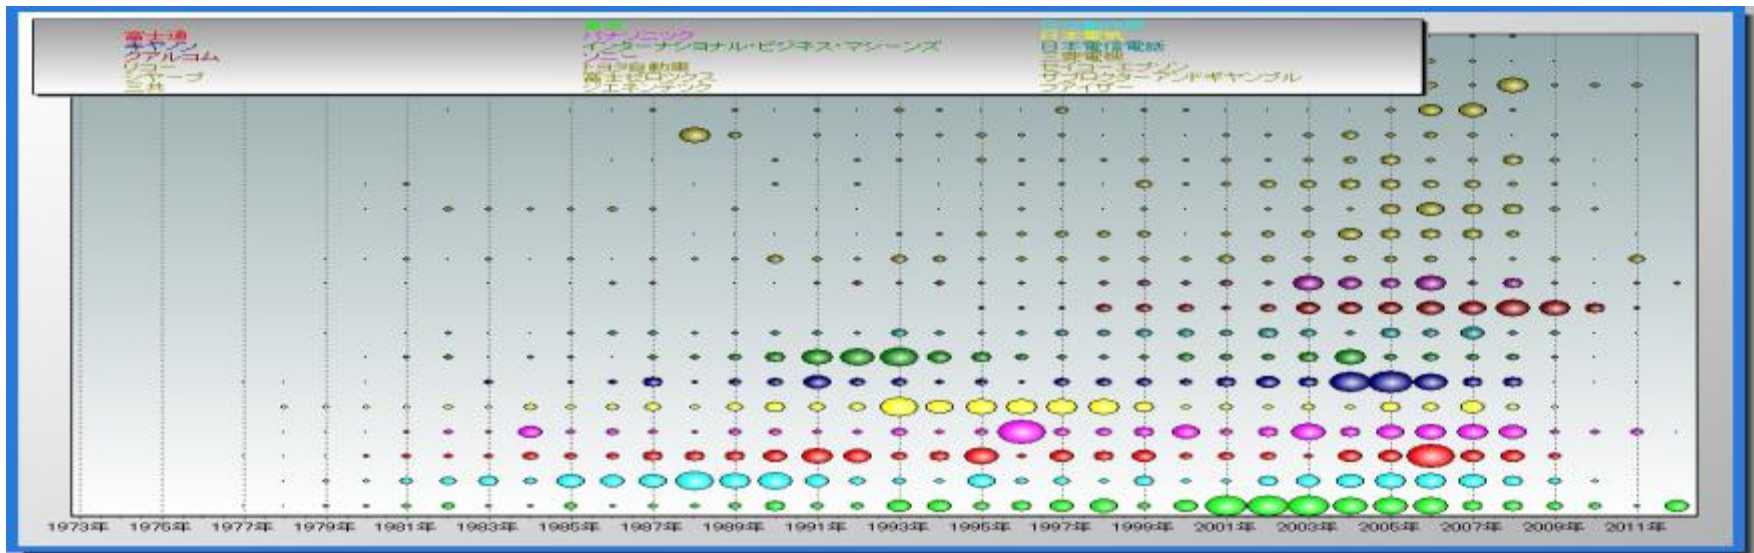 富士通
パナソニック
日本電気
キヤノン
インターナショナル・ビジネス・マシーンズ
日本電信電話
クアルコム
ソニー
三菱電機
リコー
トヨタ自動車
セイコーエプソン
シャープ
富士ゼロックス
ザプロクターアンドギャンブル
三共
ジェネンテック
ファイザー
1973年 1975年 1977年 1979年 1981年 1983年 1985年 1987年 1989年 1991年 1993年 1995年 1997年 1999年 2001年 2003年 2005年 2007年 2009年 2011年